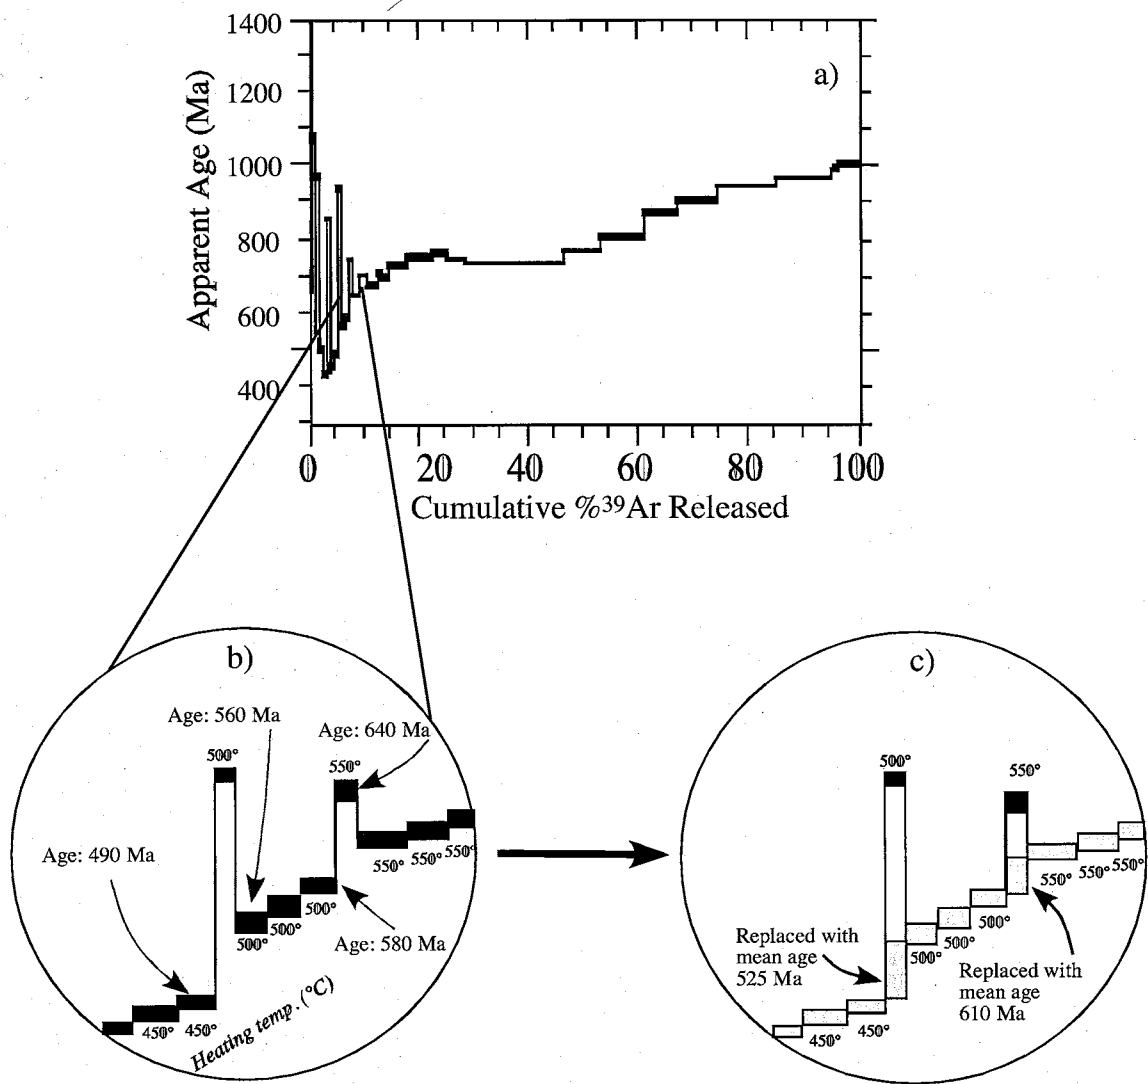 1400
1200
1000
800
600
400
Apparent Age (Ma)
a)
0
20
40
60
80
100
Cumulative %³⁹Ar Released
b)
Age: 560 Ma
Age: 640 Ma
500°
550°
Age: 490 Ma
550°
550°
550°
500°
500°
500°
Age: 580 Ma
450°
450°
Heating temp. (°C)
c)
500°
550°
550°
550°
550°
500°
500°
500°
Replaced with
mean age
525 Ma
Replaced with
mean age
610 Ma
450°
450°